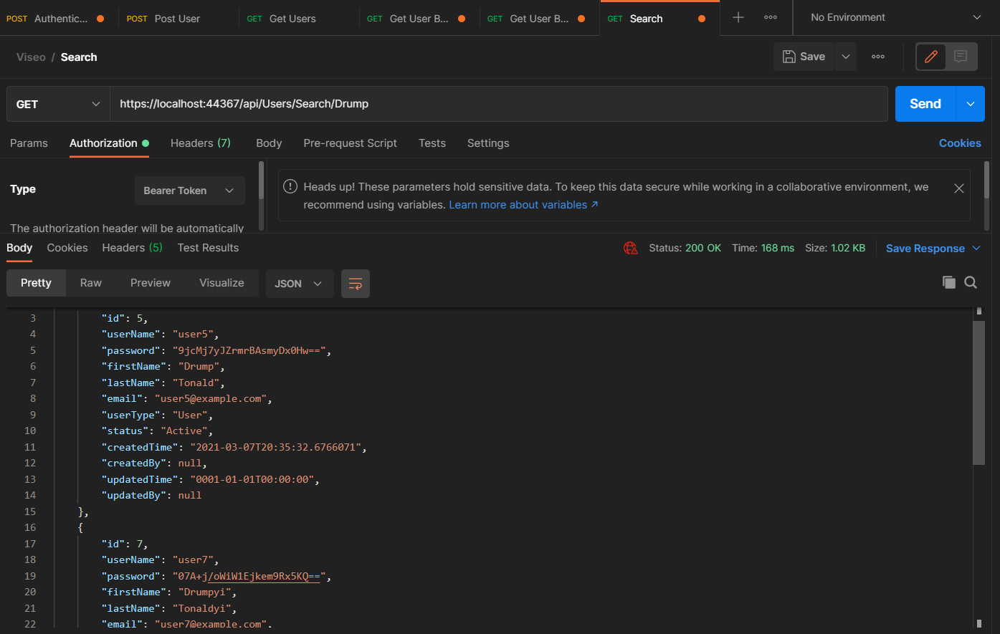 POST Authentic... POST Post User GET Get Users GET Get User B... GET Get User B... GET Search No Environment
Viseo / Search Save
GET https://localhost:44367/api/Users/Search/Drump Send
Params Authorization Headers (7) Body Pre-request Script Tests Settings Cookies
Type Bearer Token
The authorization header will be automatically
Heads up! These parameters hold sensitive data. To keep this data secure while working in a collaborative environment, we
recommend using variables. Learn more about variables ↗
Body Cookies Headers (5) Test Results Status: 200 OK Time: 168 ms Size: 1.02 KB Save Response
Pretty Raw Preview Visualize JSON
3 "id": 5,
4 "userName": "user5",
5 "password": "9jcMj7yJZrmrBAsmyDx0Hw==",
6 "firstName": "Drump",
7 "lastName": "Tonald",
8 "email": "user5@example.com",
9 "userType": "User",
10 "status": "Active",
11 "createdTime": "2021-03-07T20:35:32.6766071",
12 "createdBy": null,
13 "updatedTime": "0001-01-01T00:00:00",
14 "updatedBy": null
15 },
16 {
17 "id": 7,
18 "userName": "user7",
19 "password": "07A+j/oWiW1Ejkem9Rx5KQ==",
20 "firstName": "Drumpyi",
21 "lastName": "Tonaldyi",
22 "email": "user7@example.com",